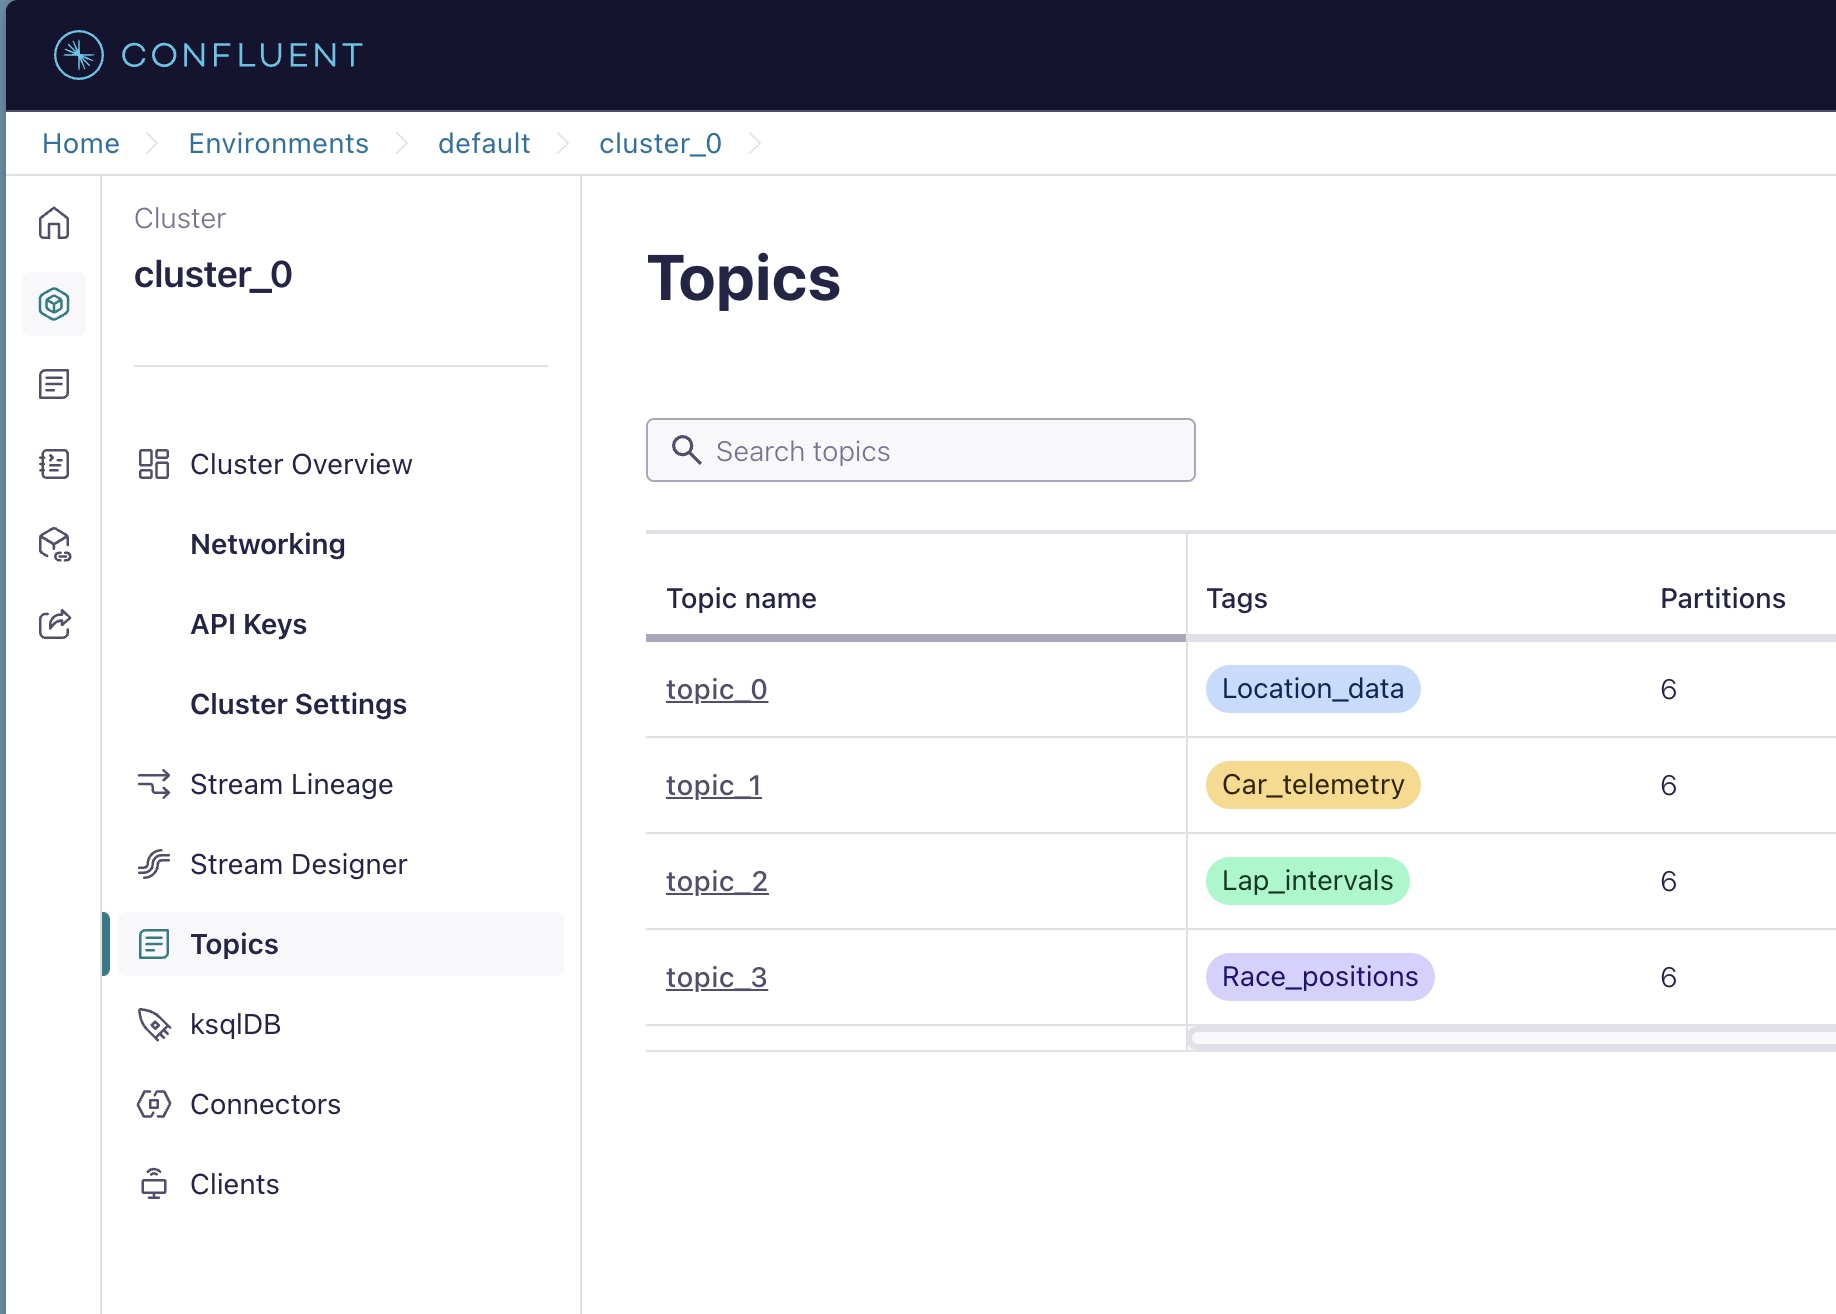 CONFLUENT
Home Environments default cluster_0
Cluster
cluster_0
Cluster Overview
Networking
API Keys
Cluster Settings
Stream Lineage
Stream Designer
Topics
ksqlDB
Connectors
Clients
Topics
Search topics
Topic name Tags Partitions
topic_0 Location_data 6
topic_1 Car_telemetry 6
topic_2 Lap_intervals 6
topic_3 Race_positions 6